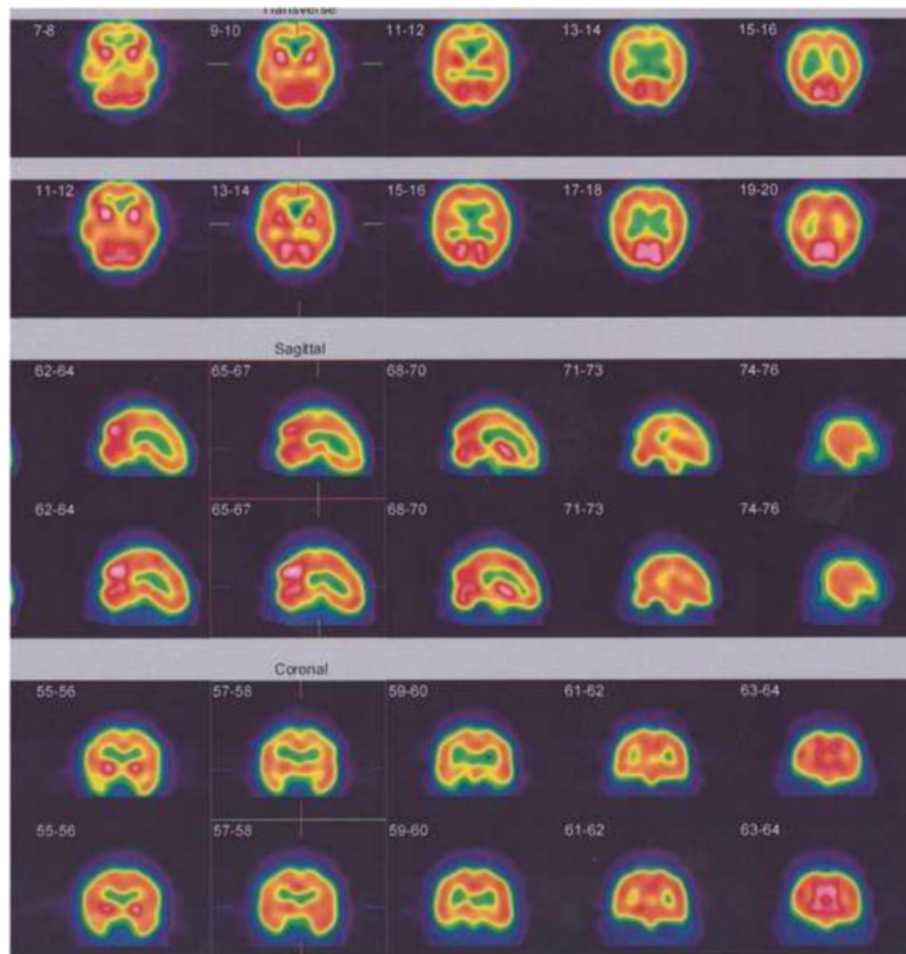 Transverse
7-8 9-10 11-12 13-14 15-16
11-12 13-14 15-16 17-18 19-20
Sagittal
62-64 65-67 68-70 71-73 74-76
62-64 65-67 68-70 71-73 74-76
Coronal
55-56 57-58 59-60 61-62 63-64
55-56 57-58 59-60 61-62 63-64